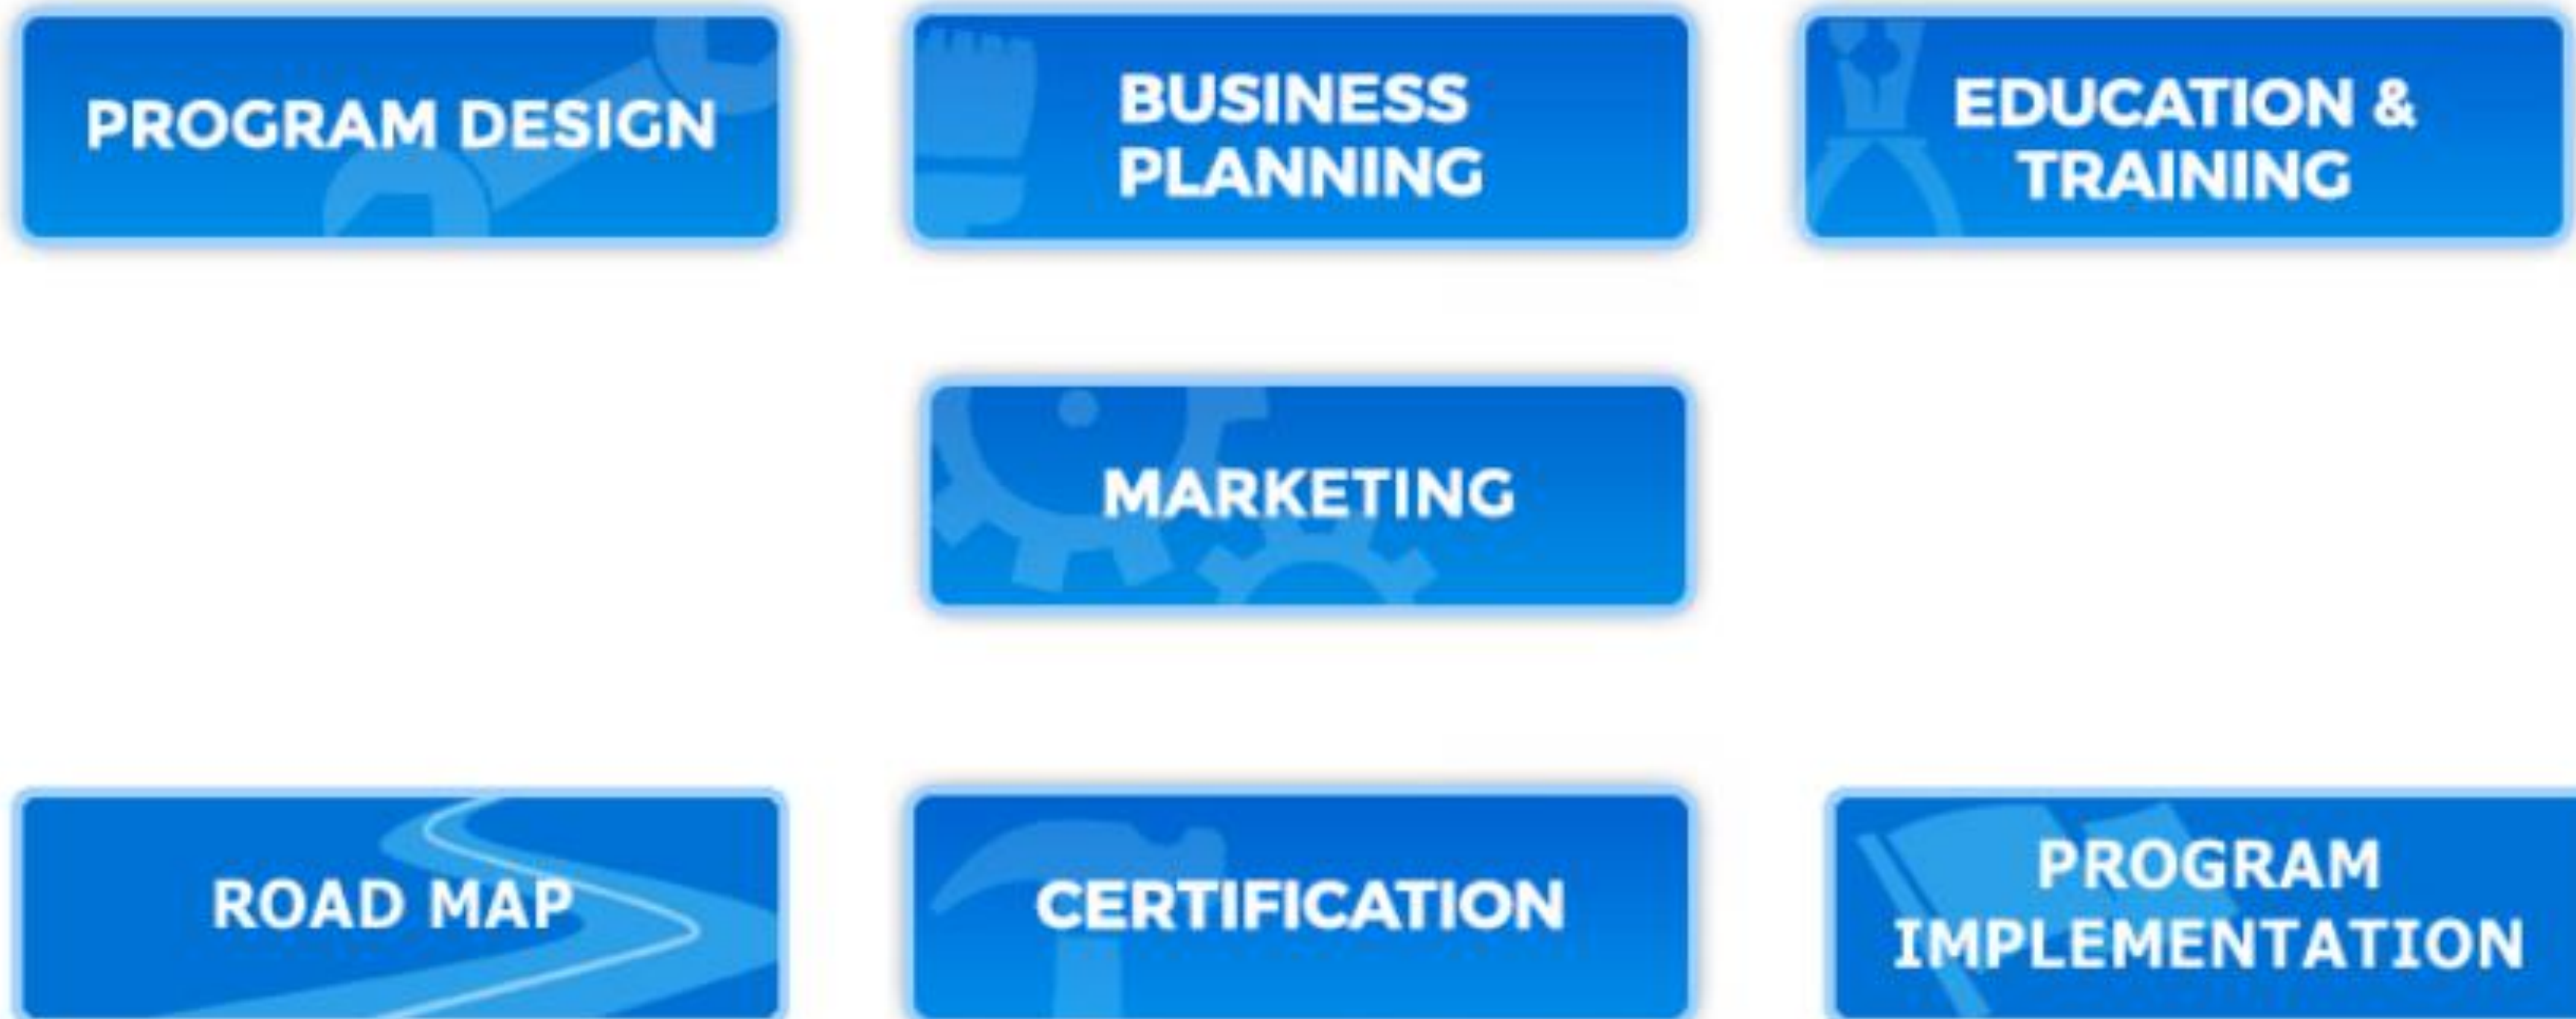 PROGRAM DESIGN
BUSINESS
PLANNING
EDUCATION &
TRAINING
MARKETING
ROAD MAP
CERTIFICATION
PROGRAM
IMPLEMENTATION